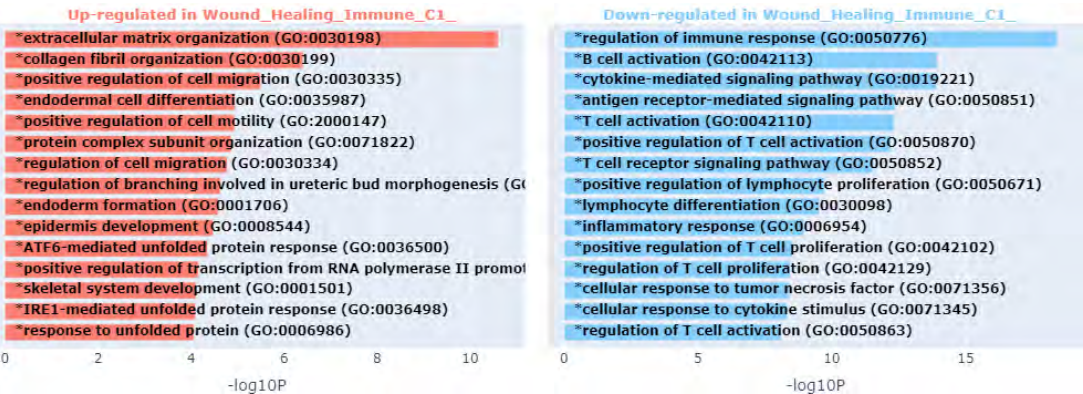 Up-regulated in Wound_Healing_Immune_C1_
*extracellular matrix organization (GO:0030198)
*collagen fibril organization (GO:0030199)
*positive regulation of cell migration (GO:0030335)
*endodermal cell differentiation (GO:0035987)
*positive regulation of cell motility (GO:2000147)
*protein complex subunit organization (GO:0071822)
*regulation of cell migration (GO:0030334)
*regulation of branching involved in ureteric bud morphogenesis (G
*endoderm formation (GO:0001706)
*epidermis development (GO:0008544)
*ATF6-mediated unfolded protein response (GO:0036500)
*positive regulation of transcription from RNA polymerase II promot
*skeletal system development (GO:0001501)
*IRE1-mediated unfolded protein response (GO:0036498)
*response to unfolded protein (GO:0006986)
0 2 4 6 8 10
-log10P
Down-regulated in Wound_Healing_Immune_C1_
*regulation of immune response (GO:0050776)
*B cell activation (GO:0042113)
*cytokine-mediated signaling pathway (GO:0019221)
*antigen receptor-mediated signaling pathway (GO:0050851)
*T cell activation (GO:0042110)
*positive regulation of T cell activation (GO:0050870)
*T cell receptor signaling pathway (GO:0050852)
*positive regulation of lymphocyte proliferation (GO:0050671)
*lymphocyte differentiation (GO:0030098)
*inflammatory response (GO:0006954)
*positive regulation of T cell proliferation (GO:0042102)
*regulation of T cell proliferation (GO:0042129)
*cellular response to tumor necrosis factor (GO:0071356)
*cellular response to cytokine stimulus (GO:0071345)
*regulation of T cell activation (GO:0050863)
0 5 10 15
-log10P